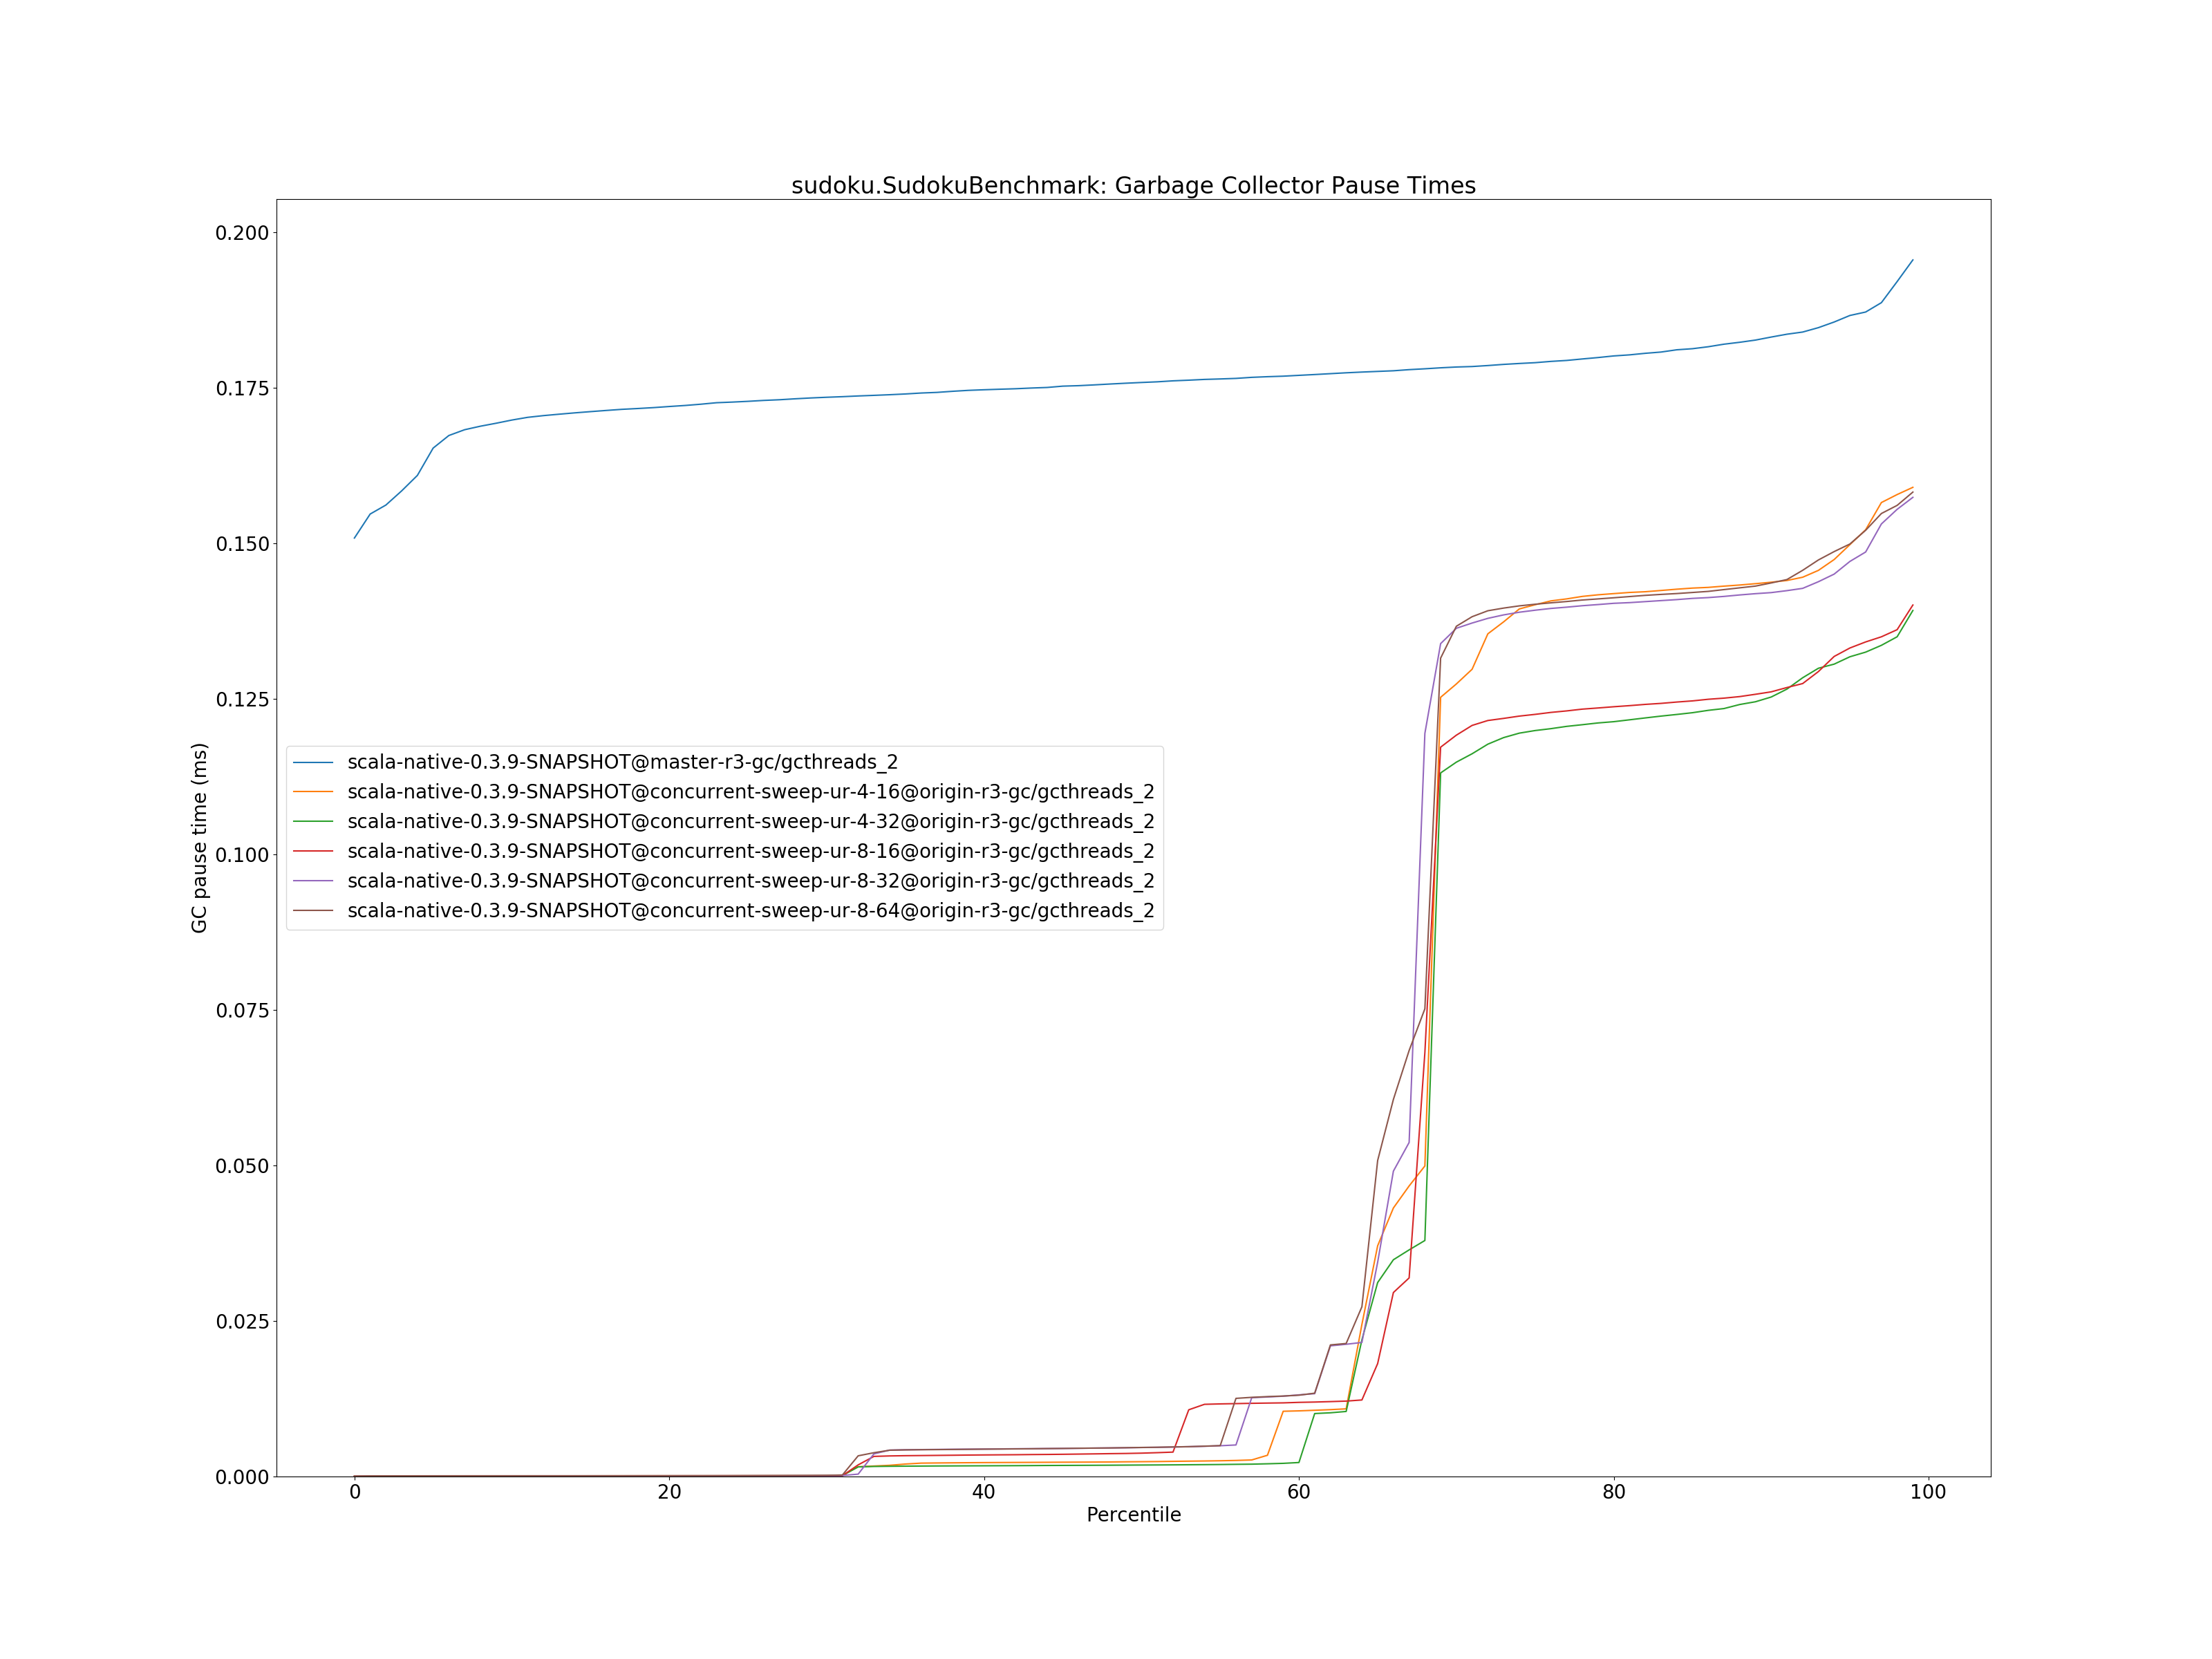 sudoku.SudokuBenchmark: Garbage Collector Pause Times
0.200
0.175
0.150
0.125
0.100
0.075
0.050
0.025
0.000
GC pause time (ms)
scala-native-0.3.9-SNAPSHOT@master-r3-gc/gcthreads_2
scala-native-0.3.9-SNAPSHOT@concurrent-sweep-ur-4-16@origin-r3-gc/gcthreads_2
scala-native-0.3.9-SNAPSHOT@concurrent-sweep-ur-4-32@origin-r3-gc/gcthreads_2
scala-native-0.3.9-SNAPSHOT@concurrent-sweep-ur-8-16@origin-r3-gc/gcthreads_2
scala-native-0.3.9-SNAPSHOT@concurrent-sweep-ur-8-32@origin-r3-gc/gcthreads_2
scala-native-0.3.9-SNAPSHOT@concurrent-sweep-ur-8-64@origin-r3-gc/gcthreads_2
0 20 40 60 80 100
Percentile